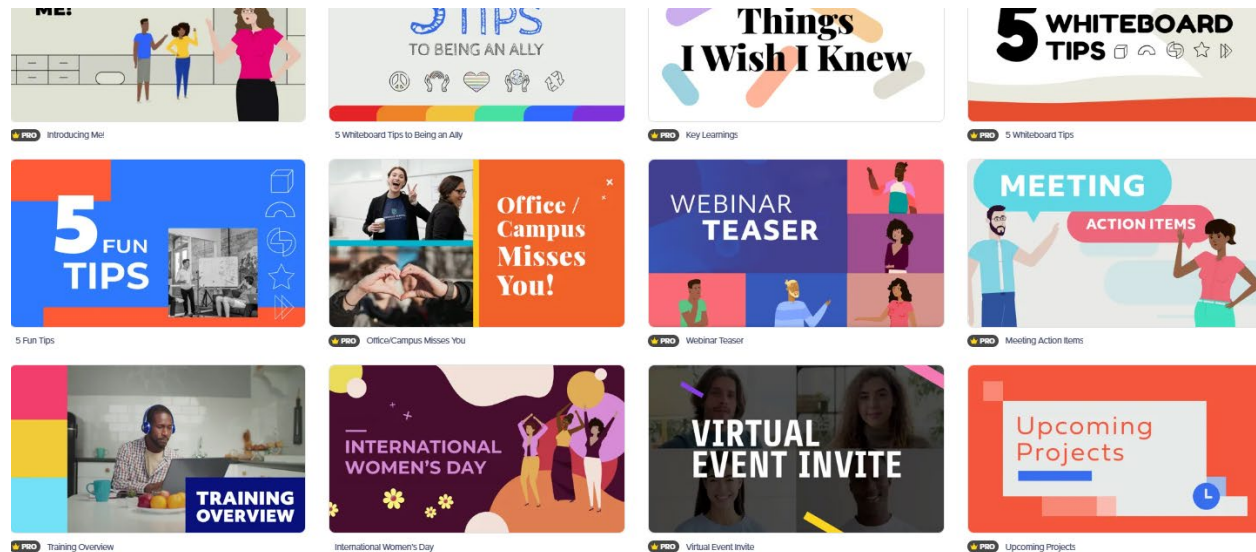 ME!
5 TIPS
TO BEING AN ALLY
Things
I Wish I Knew
5 WHITEBOARD
TIPS
PRO Introducing Me!
5 Whiteboard Tips to Being an Ally
PRO Key Learnings
PRO 5 Whiteboard Tips
5 FUN
TIPS
Office /
Campus
Misses
You!
WEBINAR
TEASER
MEETING
ACTION ITEMS
5 Fun Tips
PRO Office/Campus Misses You
PRO Webinar Teaser
PRO Meeting Action Items
TRAINING
OVERVIEW
INTERNATIONAL
WOMEN'S DAY
VIRTUAL
EVENT INVITE
Upcoming
Projects
PRO Training Overview
International Women's Day
PRO Virtual Event Invite
PRO Upcoming Projects